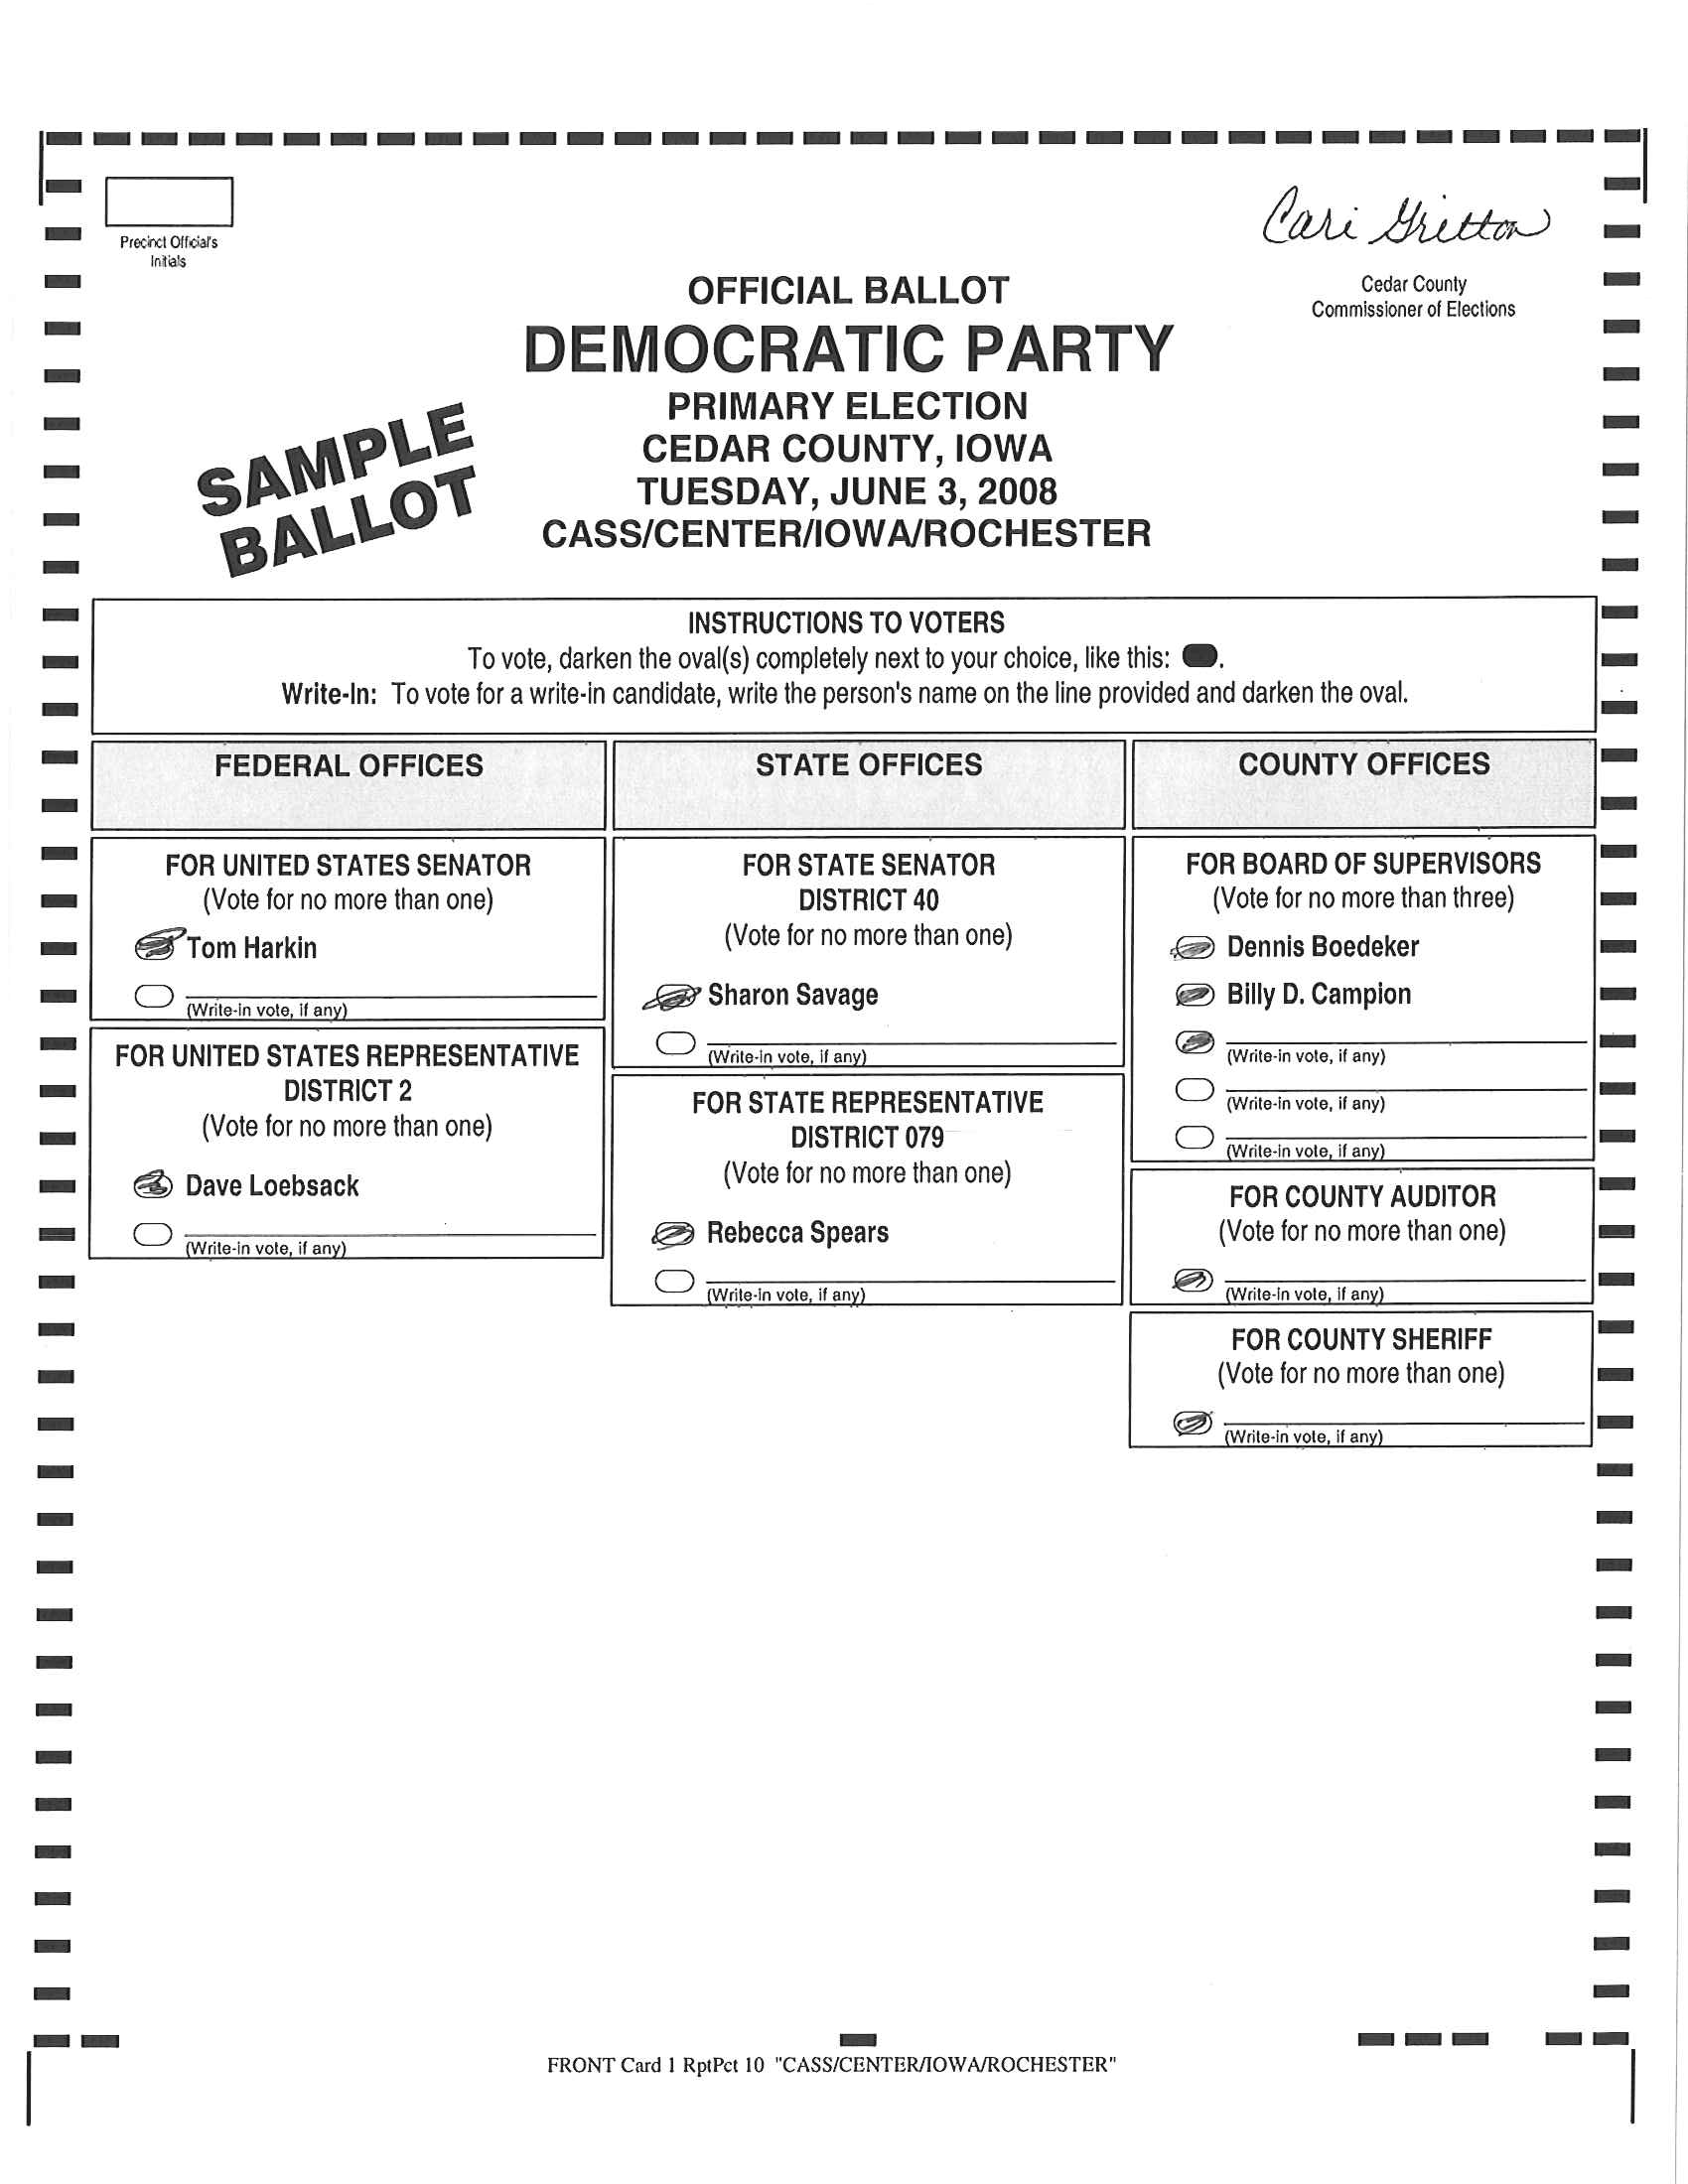 Cari Gritton
Precinct Official's
Initials
Cedar County
Commissioner of Elections
OFFICIAL BALLOT
DEMOCRATIC PARTY
PRIMARY ELECTION
CEDAR COUNTY, IOWA
TUESDAY, JUNE 3, 2008
CASS/CENTER/IOWA/ROCHESTER
SAMPLE
BALLOT
INSTRUCTIONS TO VOTERS
To vote, darken the oval(s) completely next to your choice, like this: .
Write-In: To vote for a write-in candidate, write the person's name on the line provided and darken the oval.
FEDERAL OFFICES
FOR UNITED STATES SENATOR
(Vote for no more than one)
Tom Harkin
(Write-in vote, if any)
FOR UNITED STATES REPRESENTATIVE
DISTRICT 2
(Vote for no more than one)
Dave Loebsack
(Write-in vote, if any)
STATE OFFICES
FOR STATE SENATOR
DISTRICT 40
(Vote for no more than one)
Sharon Savage
(Write-in vote, if any)
FOR STATE REPRESENTATIVE
DISTRICT 079
(Vote for no more than one)
Rebecca Spears
(Write-in vote, if any)
COUNTY OFFICES
FOR BOARD OF SUPERVISORS
(Vote for no more than three)
Dennis Boedeker
Billy D. Campion
(Write-in vote, if any)
(Write-in vote, if any)
(Write-in vote, if any)
FOR COUNTY AUDITOR
(Vote for no more than one)
(Write-in vote, if any)
FOR COUNTY SHERIFF
(Vote for no more than one)
(Write-in vote, if any)
FRONT Card 1 RptPct 10 "CASS/CENTER/IOWA/ROCHESTER"